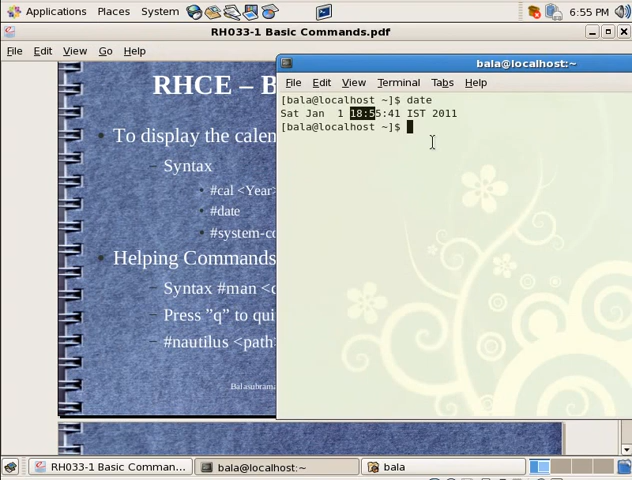 Applications Places System
6:55 PM
RH033-1 Basic Commands.pdf
File Edit View Go Help
bala@localhost:~
File Edit View Terminal Tabs Help
[bala@localhost ~]$ date
Sat Jan 1 18:55:41 IST 2011
[bala@localhost ~]$
RHCE – B
• To display the calen
– Syntax
• #cal <Year>
• #date
• #system-co
• Helping Commands
– Syntax #man <c
– Press ”q” to qui
– #nautilus <path
Balasubrama
RH033-1 Basic Comman... bala@localhost:~ bala